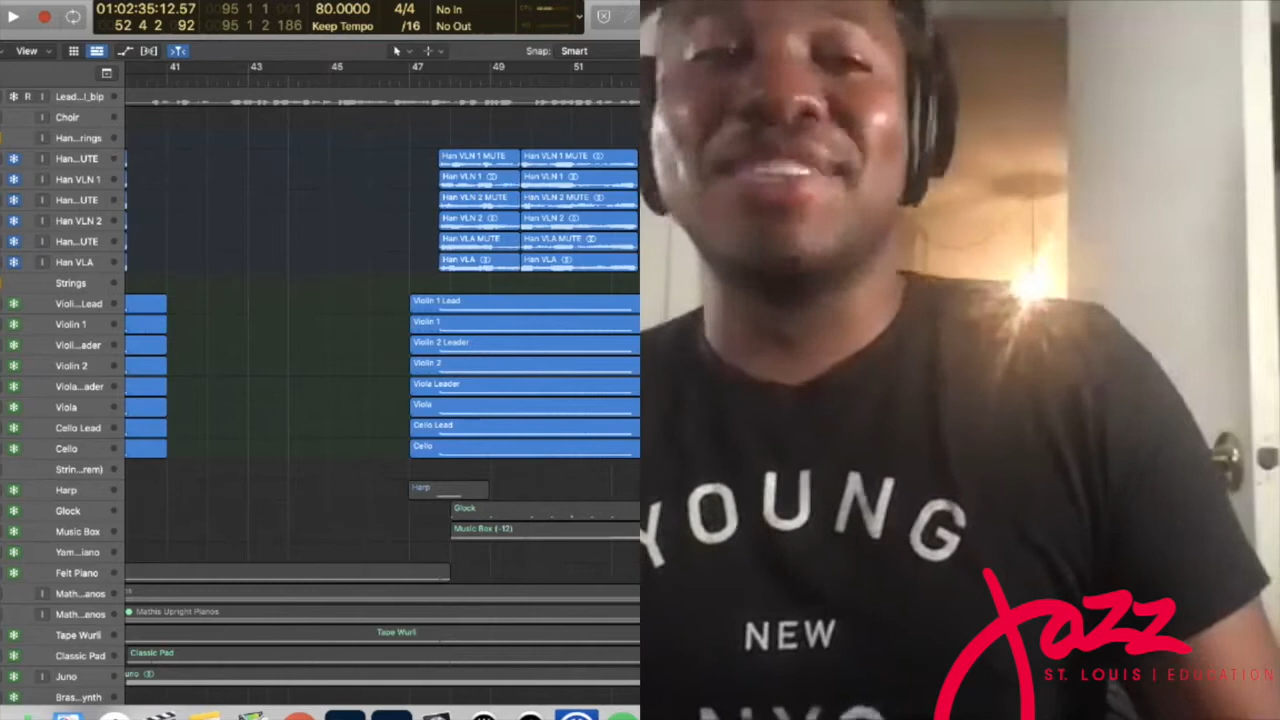 01:02:35:12.57
52 4 2 92
95 1 1 1
95 1 2 186
80.0000
Keep Tempo
4/4
/16
No In
No Out
View
Snap: Smart
41 43 45 47 49 51
R I Lead...l_bip
Choir
Han...rings
Han...UTE
Han VLN 1 MUTE Han VLN 1 MUTE
Han VLN 1
Han VLN 1 Han VLN 1
Han...UTE
Han VLN 2 MUTE Han VLN 2 MUTE
Han VLN 2
Han VLN 2 Han VLN 2
Han...UTE
Han VLA MUTE Han VLA MUTE
Han VLA
Han VLA Han VLA
Strings
Violi...Lead
Violin 1 Lead
Violin 1
Violin 1
Violi...ader
Violin 2 Leader
Violin 2
Violin 2
Viola...ader
Viola Leader
Viola
Viola
Cello Lead
Cello Lead
Cello
Cello
Strin...rem)
Harp
Harp
Glock
Glock
Music Box
Music Box (-12)
Yam...iano
Felt Piano
Math...anos
Math...anos
Mathis Upright Pianos
Tape Wurli
Tape Wurli
Classic Pad
Classic Pad
Juno
uno
Bras...ynth
YOUNG
NEW
NYC
Jazz
ST. LOUIS | EDUCATION